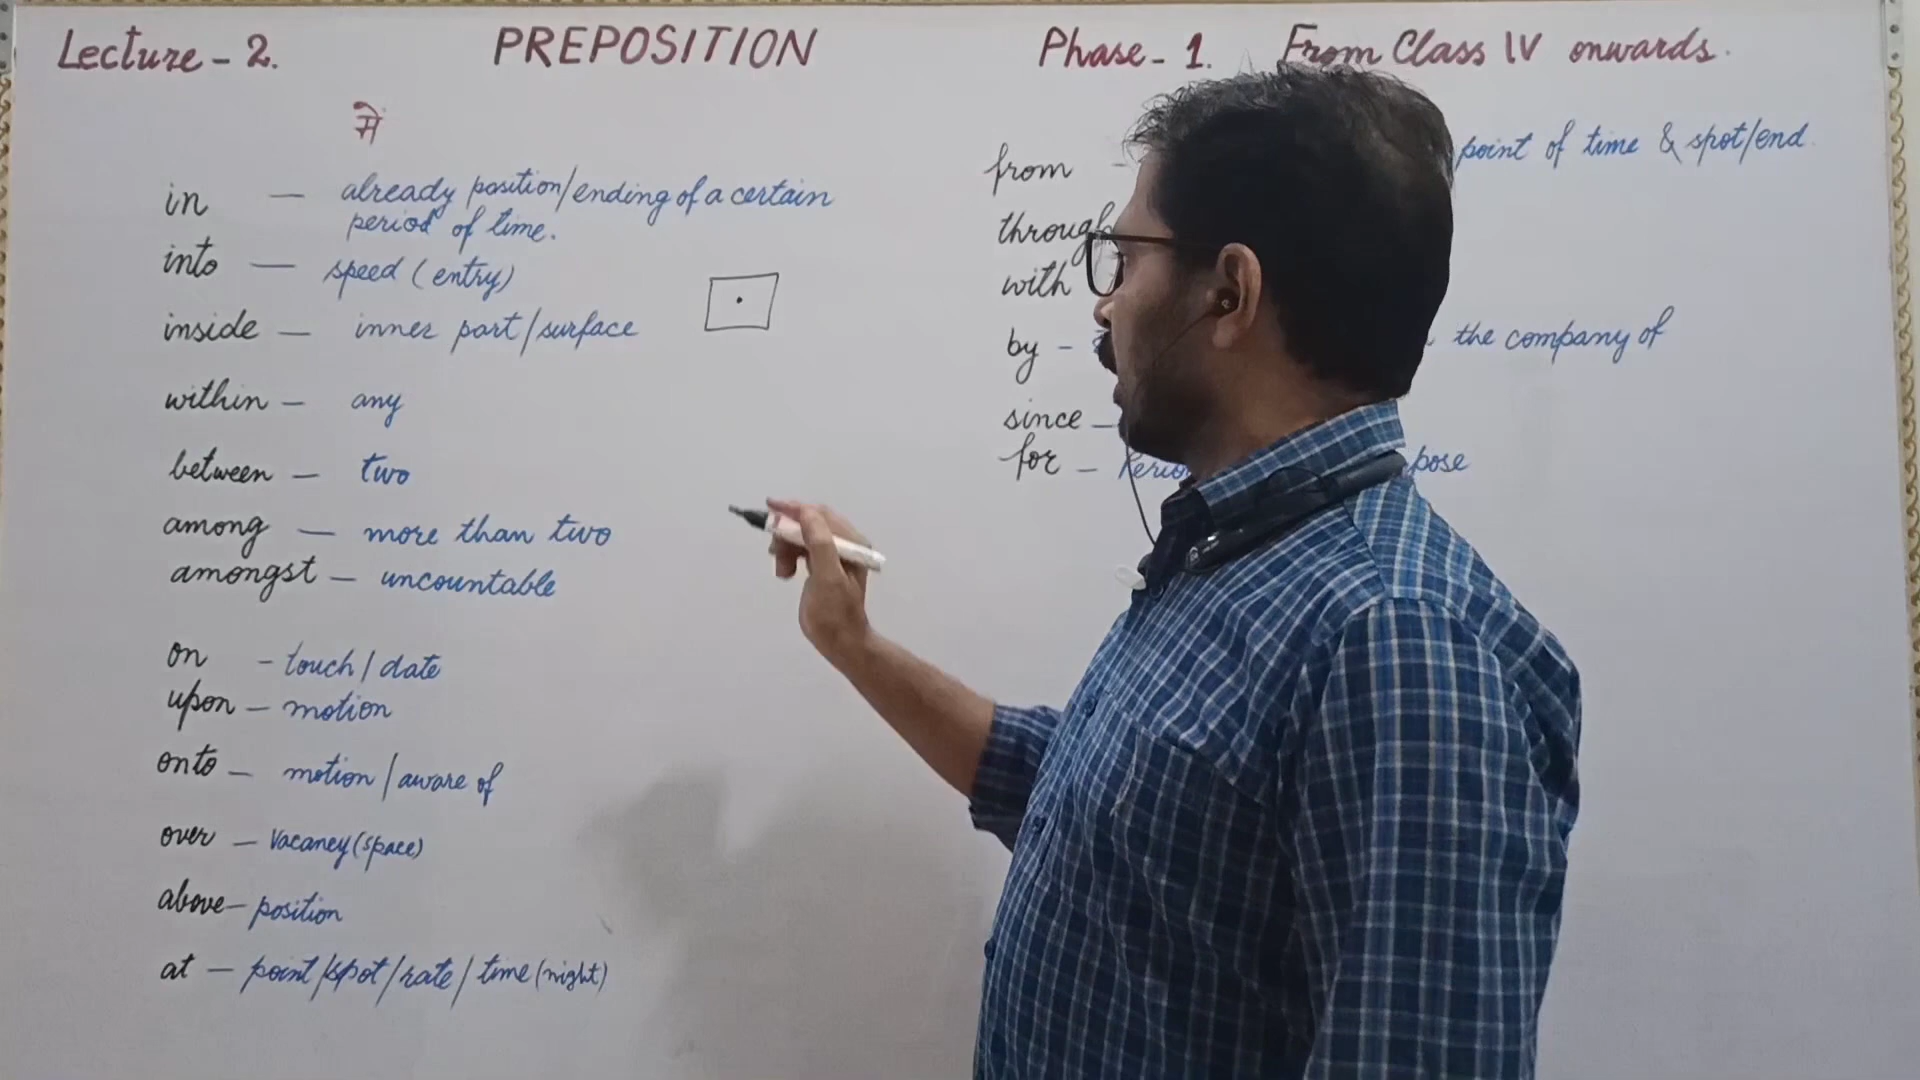 Lecture - 2. PREPOSITION Phase - 1. From Class IV onwards.
में
in — already position/ending of a certain
period of time.
into — speed (entry)
inside — inner part/surface
within — any
between — two
among — more than two
amongst — uncountable
on - touch/date
upon — motion
onto — motion/aware of
over — vacancy(space)
above — position
at — point/spot/rate/time(night)
from - point of time & spot/end.
through
with
by - the company of
since —
for —